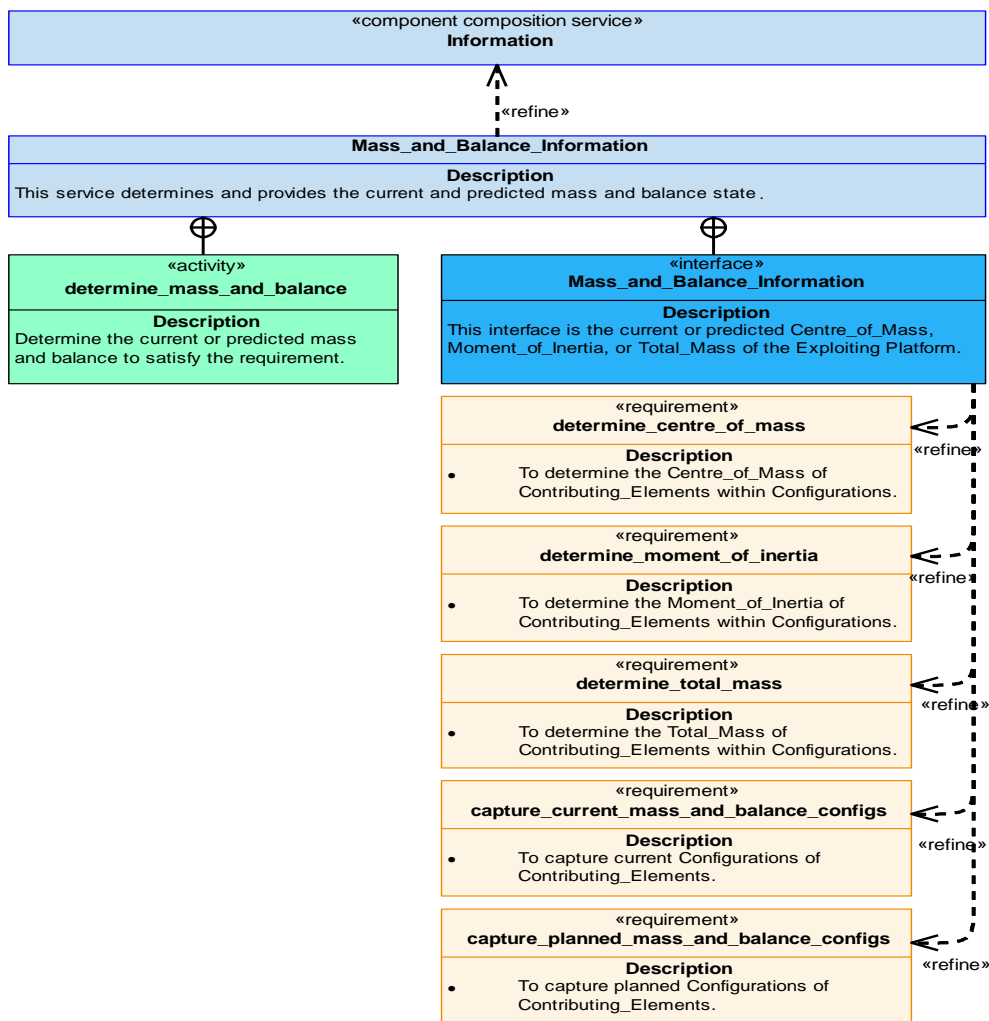 «component composition service»
Information
«refine»
Mass_and_Balance_Information
Description
This service determines and provides the current and predicted mass and balance state.
«activity»
determine_mass_and_balance
Description
Determine the current or predicted mass
and balance to satisfy the requirement.
«interface»
Mass_and_Balance_Information
Description
This interface is the current or predicted Centre_of_Mass,
Moment_of_Inertia, or Total_Mass of the Exploiting Platform.
«requirement»
determine_centre_of_mass
«refine»
Description
• To determine the Centre_of_Mass of
Contributing_Elements within Configurations.
«requirement»
determine_moment_of_inertia
«refine»
Description
• To determine the Moment_of_Inertia of
Contributing_Elements within Configurations.
«requirement»
determine_total_mass
«refine»
Description
• To determine the Total_Mass of
Contributing_Elements within Configurations.
«requirement»
capture_current_mass_and_balance_configs
«refine»
Description
• To capture current Configurations of
Contributing_Elements.
«requirement»
capture_planned_mass_and_balance_configs
«refine»
Description
• To capture planned Configurations of
Contributing_Elements.